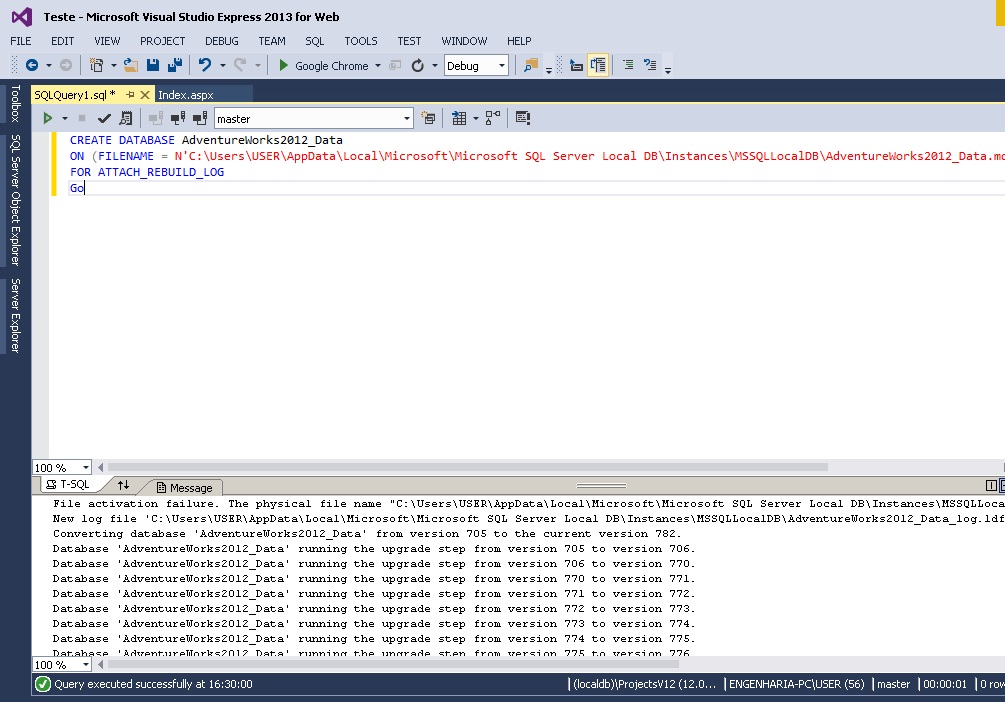 Teste - Microsoft Visual Studio Express 2013 for Web
FILE EDIT VIEW PROJECT DEBUG TEAM SQL TOOLS TEST WINDOW HELP
Google Chrome Debug
Toolbox
SQL Server Object Explorer
Server Explorer
SQLQuery1.sql * Index.aspx
master
CREATE DATABASE AdventureWorks2012_Data
ON (FILENAME = N'C:\Users\USER\AppData\Local\Microsoft\Microsoft SQL Server Local DB\Instances\MSSQLLocalDB\AdventureWorks2012_Data.md
FOR ATTACH_REBUILD_LOG
Go
100 %
T-SQL Message
File activation failure. The physical file name "C:\Users\USER\AppData\Local\Microsoft\Microsoft SQL Server Local DB\Instances\MSSQLLoca
New log file 'C:\Users\USER\AppData\Local\Microsoft\Microsoft SQL Server Local DB\Instances\MSSQLLocalDB\AdventureWorks2012_Data_log.ldf
Converting database 'AdventureWorks2012_Data' from version 705 to the current version 782.
Database 'AdventureWorks2012_Data' running the upgrade step from version 705 to version 706.
Database 'AdventureWorks2012_Data' running the upgrade step from version 706 to version 770.
Database 'AdventureWorks2012_Data' running the upgrade step from version 770 to version 771.
Database 'AdventureWorks2012_Data' running the upgrade step from version 771 to version 772.
Database 'AdventureWorks2012_Data' running the upgrade step from version 772 to version 773.
Database 'AdventureWorks2012_Data' running the upgrade step from version 773 to version 774.
Database 'AdventureWorks2012_Data' running the upgrade step from version 774 to version 775.
Database 'AdventureWorks2012_Data' running the upgrade step from version 775 to version 776
100 %
Query executed successfully at 16:30:00 (localdb)\ProjectsV12 (12.0... ENGENHARIA-PC\USER (56) master 00:00:01 0 row